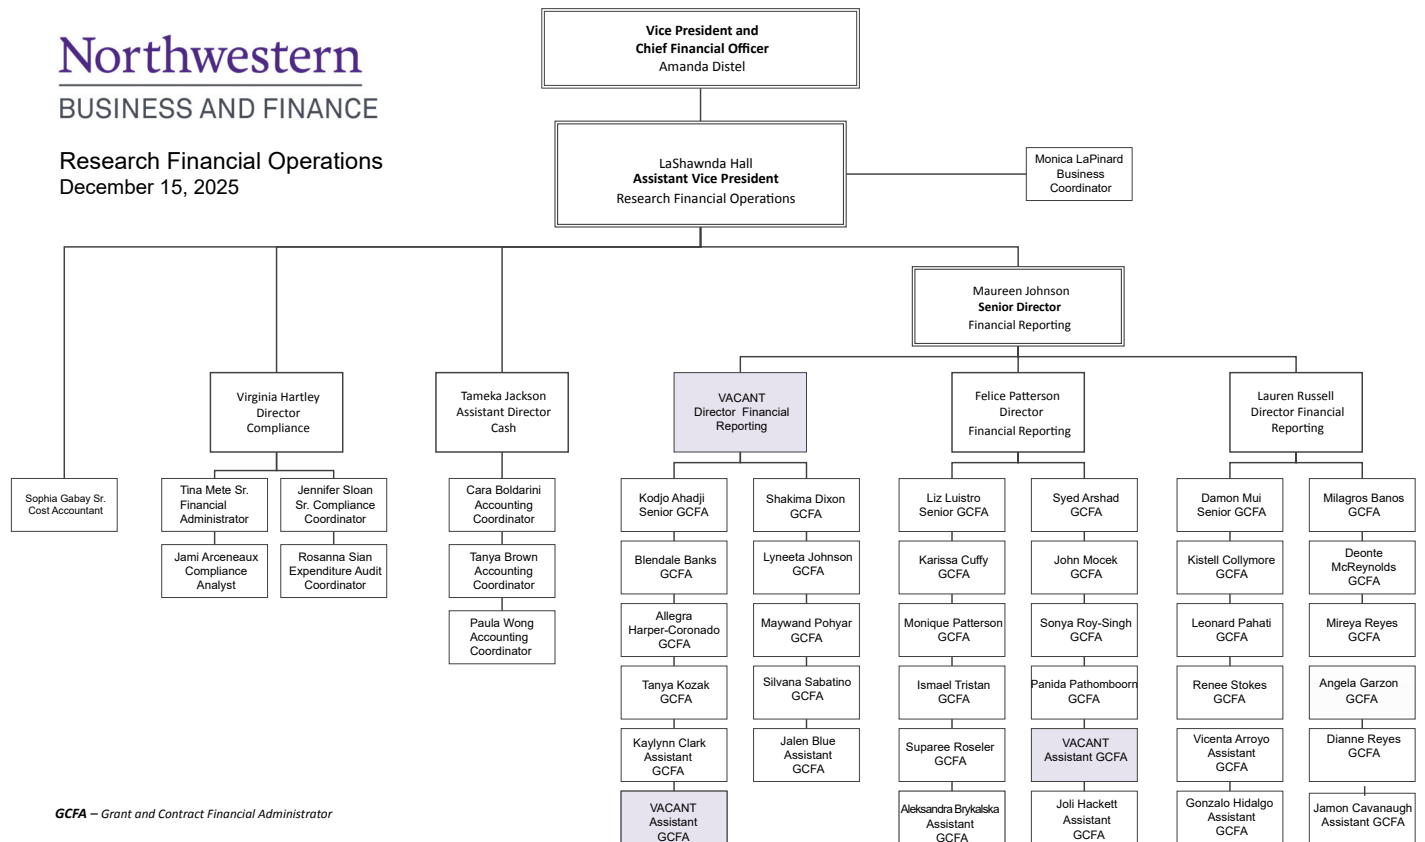 Northwestern
BUSINESS AND FINANCE
Research Financial Operations
December 15, 2025
Vice President and
Chief Financial Officer
Amanda Distel
LaShawnda Hall
Assistant Vice President
Research Financial Operations
Monica LaPinard
Business
Coordinator
Maureen Johnson
Senior Director
Financial Reporting
Virginia Hartley
Director
Compliance
Tameka Jackson
Assistant Director
Cash
VACANT
Director Financial
Reporting
Felice Patterson
Director
Financial Reporting
Lauren Russell
Director Financial
Reporting
Sophia Gabay Sr.
Cost Accountant
Tina Mete Sr.
Financial
Administrator
Jami Arceneaux
Compliance
Analyst
Jennifer Sloan
Sr. Compliance
Coordinator
Rosanna Sian
Expenditure Audit
Coordinator
Cara Boldarini
Accounting
Coordinator
Tanya Brown
Accounting
Coordinator
Paula Wong
Accounting
Coordinator
Kodjo Ahadji
Senior GCFA
Blendale Banks
GCFA
Allegra
Harper-Coronado
GCFA
Tanya Kozak
GCFA
Kaylynn Clark
Assistant
GCFA
VACANT
Assistant
GCFA
Shakima Dixon
GCFA
Lyneeta Johnson
GCFA
Maywand Pohyar
GCFA
Silvana Sabatino
GCFA
Jalen Blue
Assistant
GCFA
Liz Luistro
Senior GCFA
Karissa Cuffy
GCFA
Monique Patterson
GCFA
Ismael Tristan
GCFA
Suparee Roseler
GCFA
Aleksandra Brykalska
Assistant
GCFA
Syed Arshad
GCFA
John Mocek
GCFA
Sonya Roy-Singh
GCFA
Panida Pathomboorn
GCFA
VACANT
Assistant GCFA
Joli Hackett
Assistant
GCFA
Damon Mui
Senior GCFA
Kistell Collymore
GCFA
Leonard Pahati
GCFA
Renee Stokes
GCFA
Vicenta Arroyo
Assistant
GCFA
Gonzalo Hidalgo
Assistant
GCFA
Milagros Banos
GCFA
Deonte
McReynolds
GCFA
Mireya Reyes
GCFA
Angela Garzon
GCFA
Dianne Reyes
GCFA
Jamon Cavanaugh
Assistant GCFA
GCFA – Grant and Contract Financial Administrator